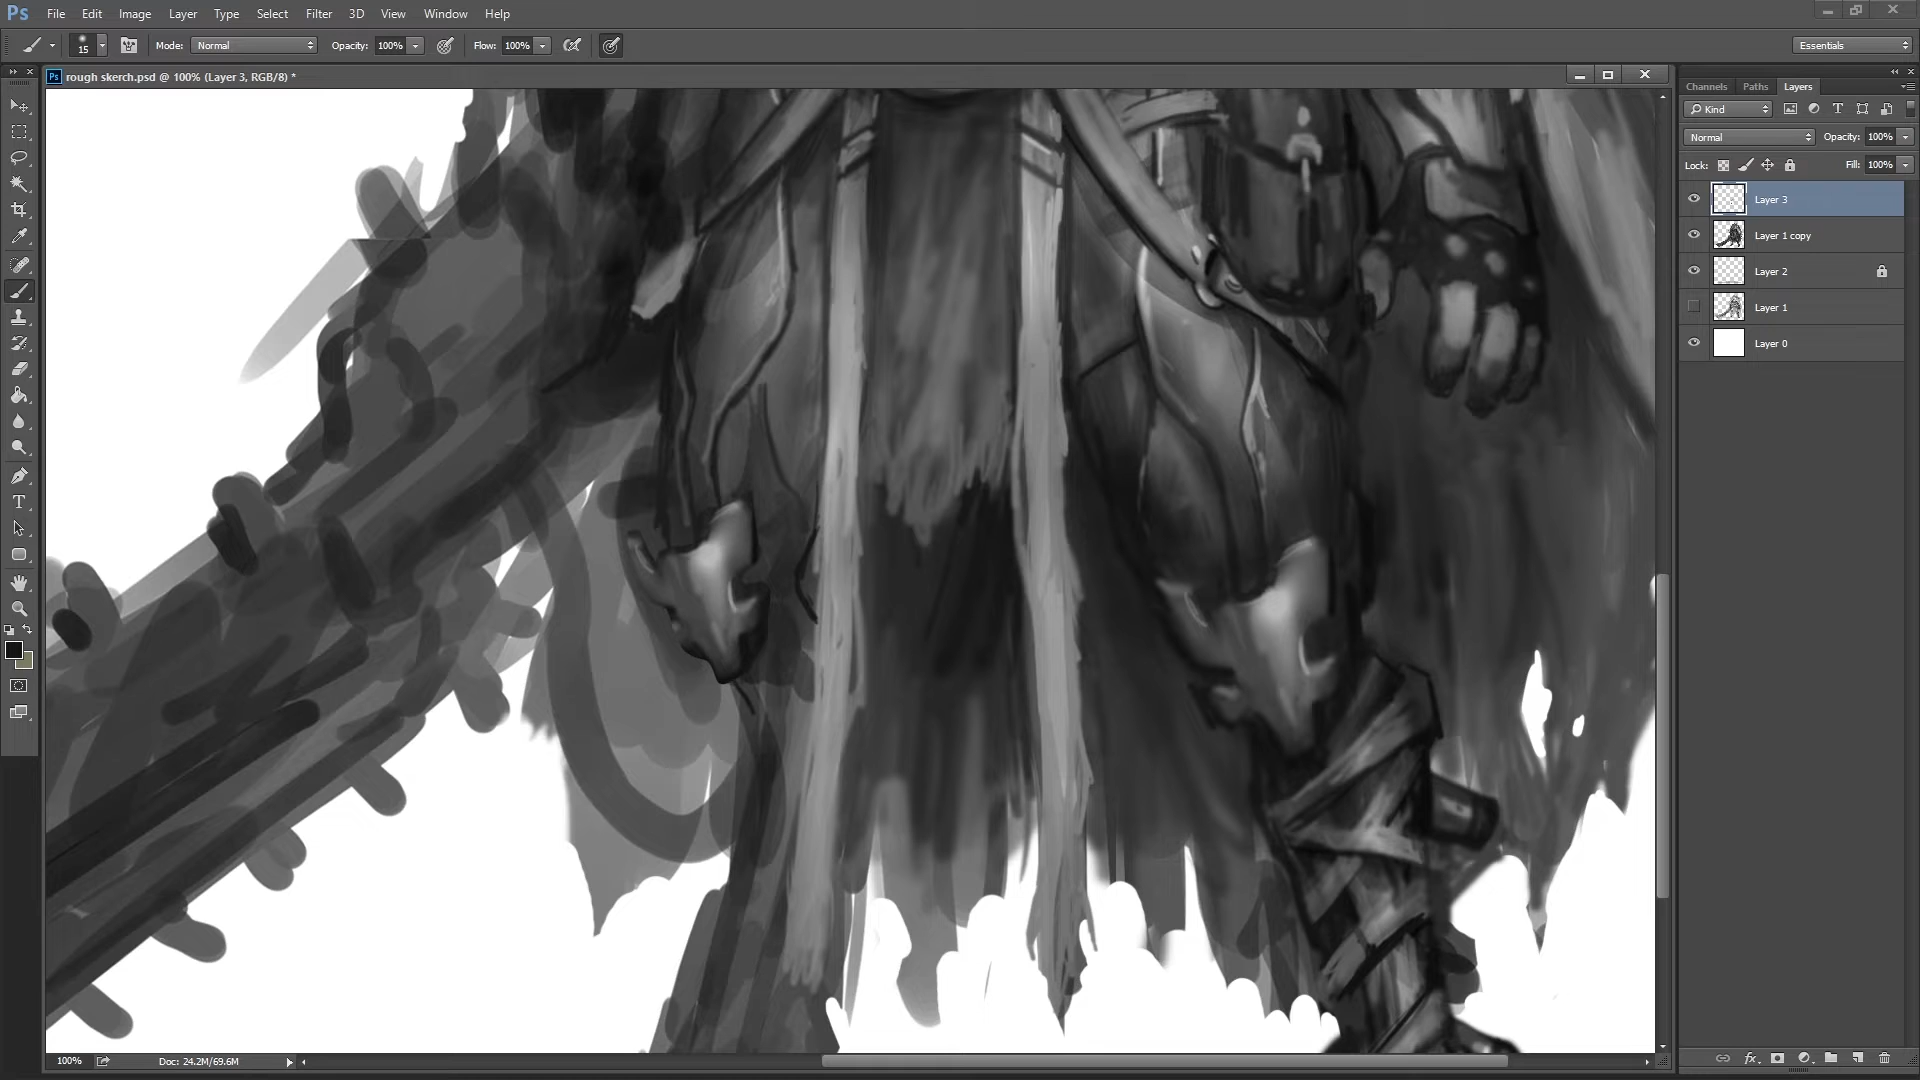 Ps File Edit Image Layer Type Select Filter 3D View Window Help
15 Mode: Normal Opacity: 100% Flow: 100% Essentials
Ps rough skerch.psd @ 100% (Layer 3, RGB/8) *
Channels Paths Layers
Kind
Normal Opacity: 100%
Lock: Fill: 100%
Layer 3
Layer 1 copy
Layer 2
Layer 1
Layer 0
T
100% Doc: 24.2M/69.6M
fx